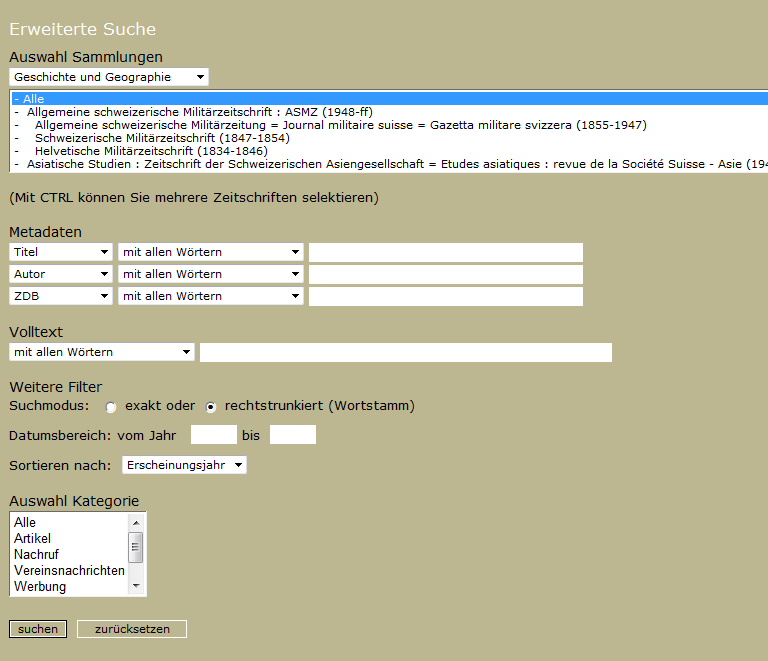 Erweiterte Suche
Auswahl Sammlungen
Geschichte und Geographie
- Alle
- Allgemeine schweizerische Militärzeitschrift : ASMZ (1948-ff)
- Allgemeine schweizerische Militärzeitung = Journal militaire suisse = Gazetta militare svizzera (1855-1947)
- Schweizerische Militärzeitschrift (1847-1854)
- Helvetische Militärzeitschrift (1834-1846)
- Asiatische Studien : Zeitschrift der Schweizerischen Asiengesellschaft = Etudes asiatiques : revue de la Société Suisse - Asie (194
(Mit CTRL können Sie mehrere Zeitschriften selektieren)
Metadaten
Titel mit allen Wörtern
Autor mit allen Wörtern
ZDB mit allen Wörtern
Volltext
mit allen Wörtern
Weitere Filter
Suchmodus: exakt oder rechtstrunkiert (Wortstamm)
Datumsbereich: vom Jahr bis
Sortieren nach: Erscheinungsjahr
Auswahl Kategorie
Alle
Artikel
Nachruf
Vereinsnachrichten
Werbung
suchen zurücksetzen